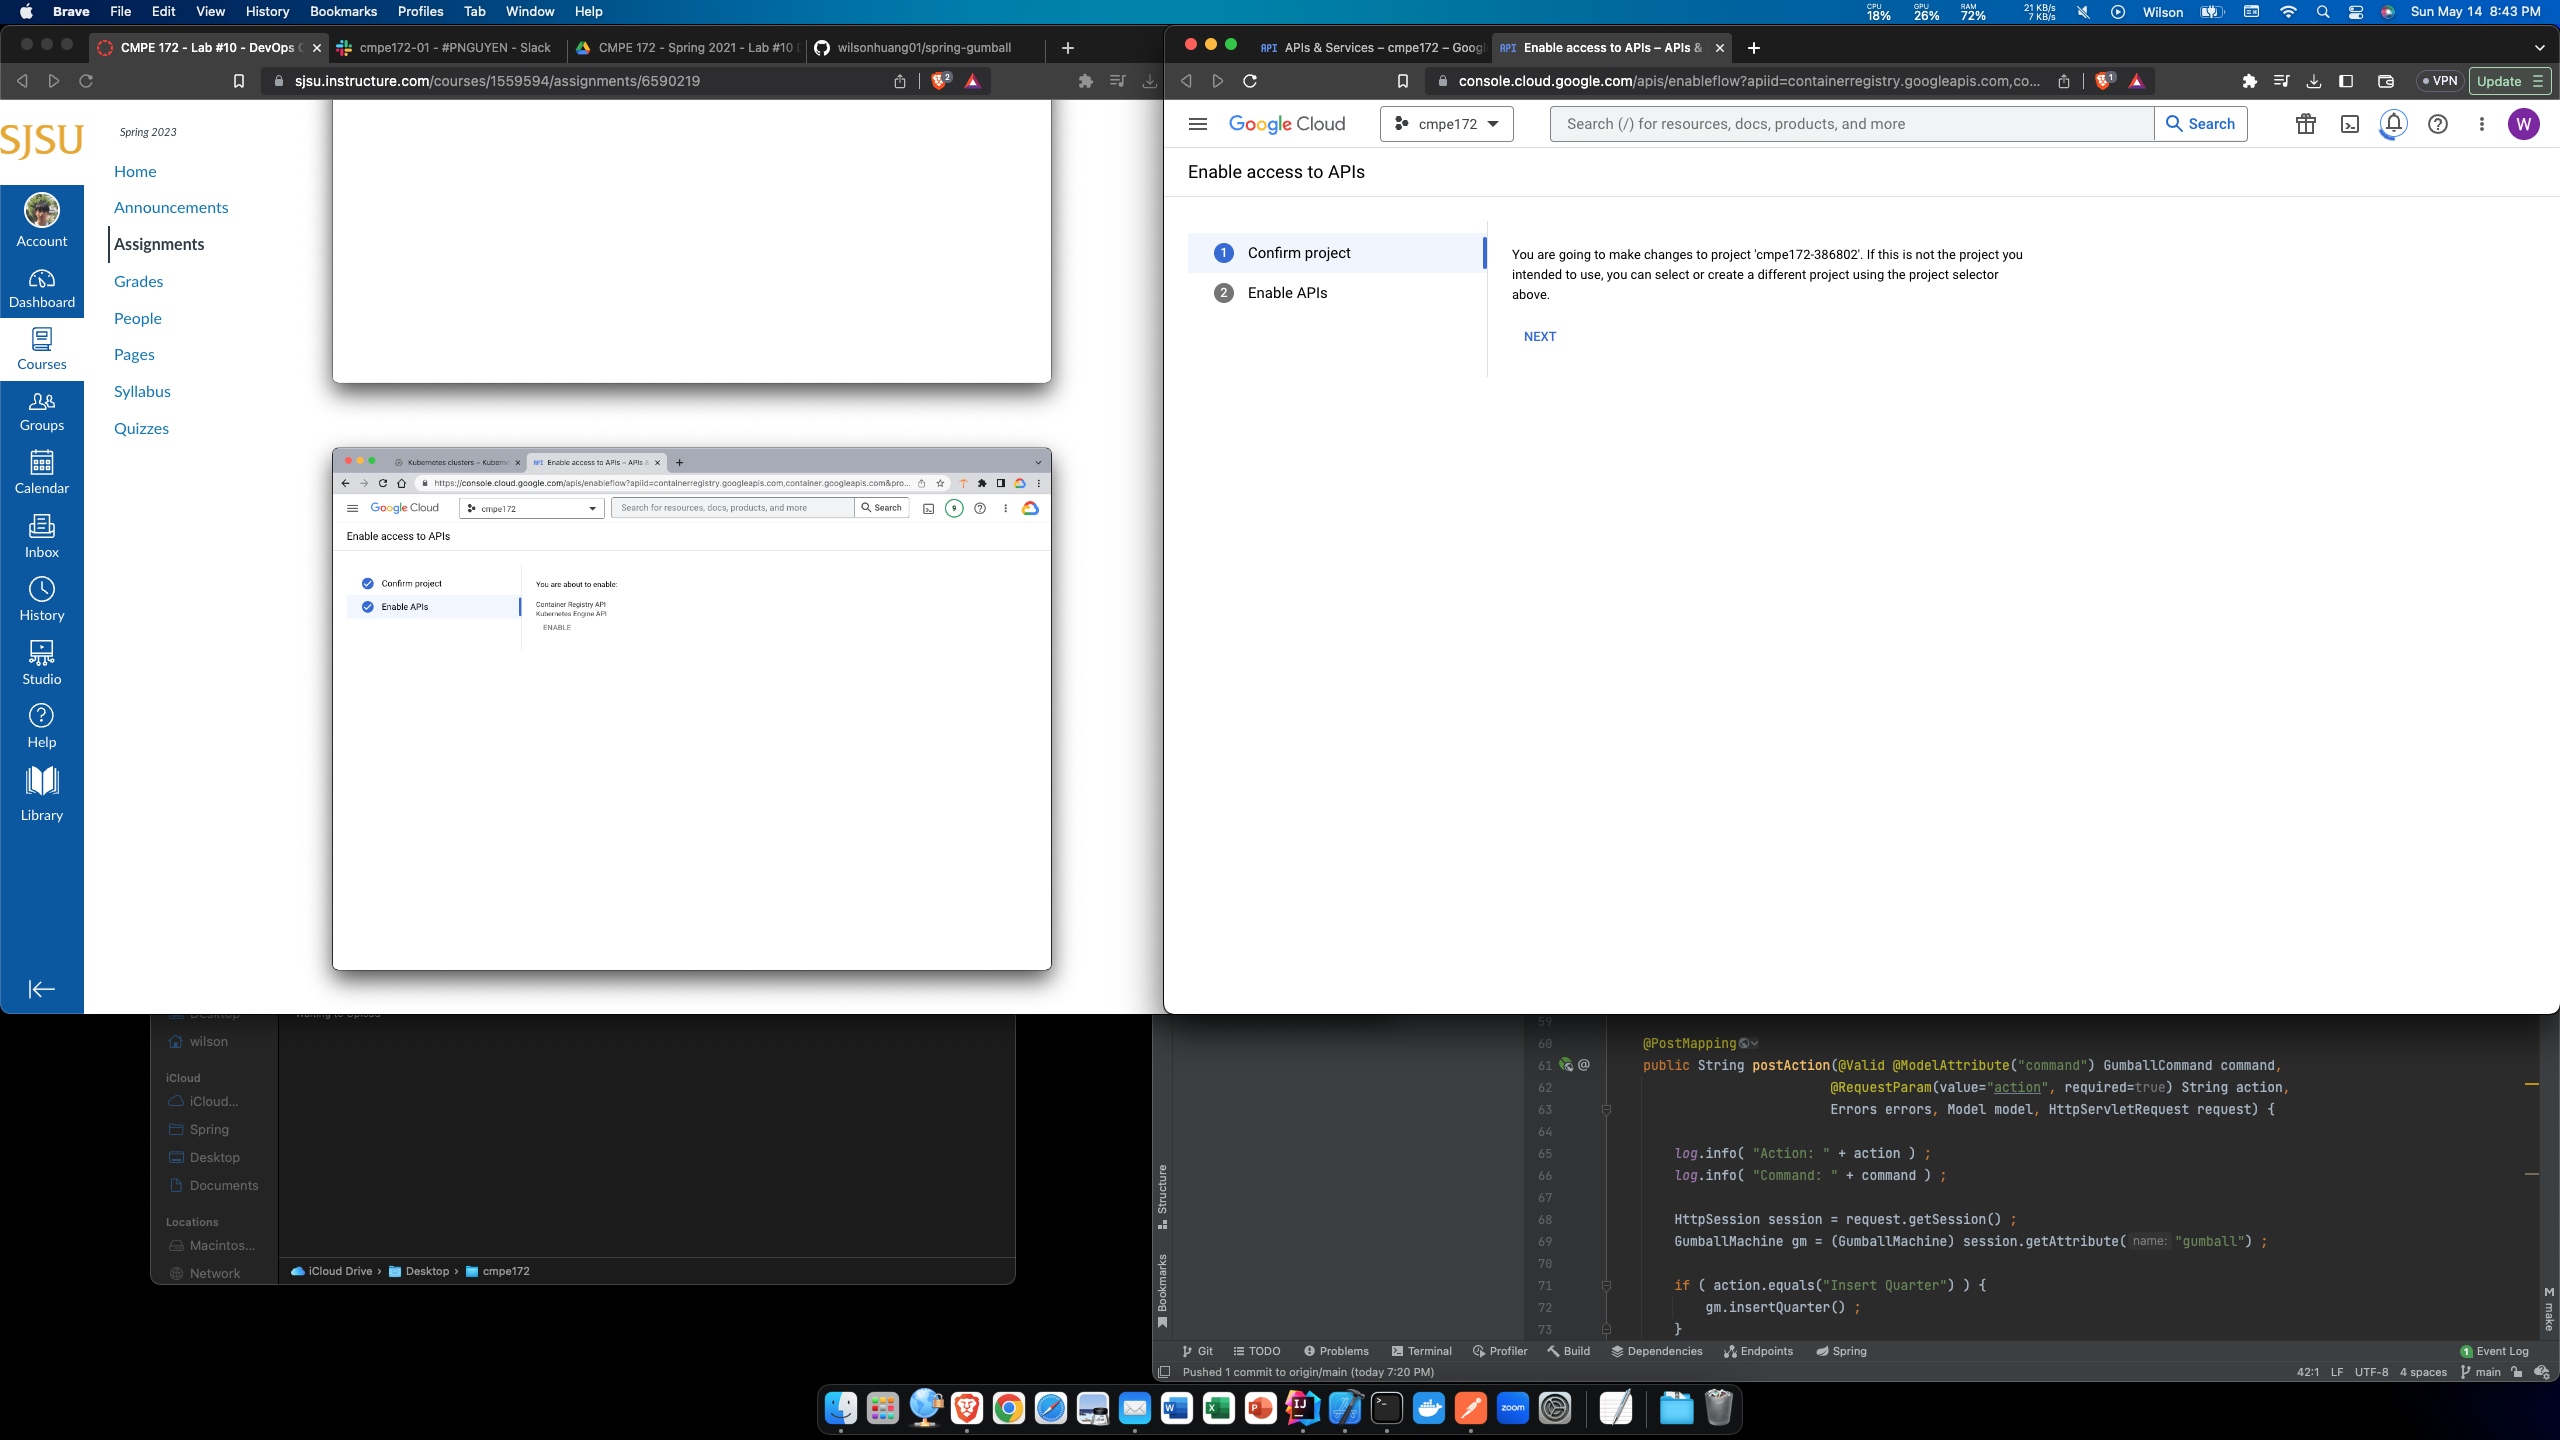 Brave File Edit View History Bookmarks Profiles Tab Window Help
CPU 18% GPU 26% RAM 72% 21 KB/s 7 KB/s Wilson Sun May 14 8:43 PM
CMPE 172 - Lab #10 - DevOps
cmpe172-01 - #PNGUYEN - Slack
CMPE 172 - Spring 2021 - Lab #10
wilsonhuang01/spring-gumball
sjsu.instructure.com/courses/1559594/assignments/6590219
2
SJSU
Account
Dashboard
Courses
Groups
Calendar
Inbox
History
Studio
Help
Library
Spring 2023
Home
Announcements
Assignments
Grades
People
Pages
Syllabus
Quizzes
Kubernetes clusters – Kuberne
API Enable access to APIs – APIs &
https://console.cloud.google.com/apis/enableflow?apiid=containerregistry.googleapis.com,container.googleapis.com&pro...
Google Cloud
cmpe172
Search for resources, docs, products, and more
Search
9
Enable access to APIs
Confirm project
Enable APIs
You are about to enable:
Container Registry API
Kubernetes Engine API
ENABLE
API APIs & Services – cmpe172 – Goog
API Enable access to APIs – APIs &
console.cloud.google.com/apis/enableflow?apiid=containerregistry.googleapis.com,co...
1
VPN
Update
Google Cloud
cmpe172
Search (/) for resources, docs, products, and more
Search
W
Enable access to APIs
1 Confirm project
2 Enable APIs
You are going to make changes to project 'cmpe172-386802'. If this is not the project you
intended to use, you can select or create a different project using the project selector
above.
NEXT
Desktop
wilson
iCloud
iCloud...
Spring
Desktop
Documents
Locations
Macintos...
Network
iCloud Drive › Desktop › cmpe172
Structure
Bookmarks
59
60 @PostMapping
61 @ public String postAction(@Valid @ModelAttribute("command") GumballCommand command,
62 @RequestParam(value="action", required=true) String action,
63 Errors errors, Model model, HttpServletRequest request) {
64
65 log.info( "Action: " + action ) ;
66 log.info( "Command: " + command ) ;
67
68 HttpSession session = request.getSession() ;
69 GumballMachine gm = (GumballMachine) session.getAttribute( name: "gumball") ;
70
71 if ( action.equals("Insert Quarter") ) {
72 gm.insertQuarter() ;
73 }
M make
Git TODO Problems Terminal Profiler Build Dependencies Endpoints Spring
1 Event Log
Pushed 1 commit to origin/main (today 7:20 PM)
42:1 LF UTF-8 4 spaces main
zoom